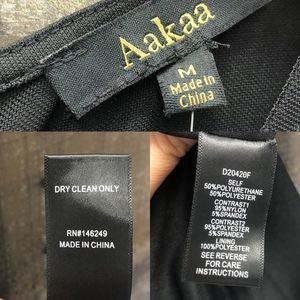 Aakaa
M
Made in
China
DRY CLEAN ONLY
RN#146249
MADE IN CHINA
D20420F
SELF
50%POLYURETHANE
50%POLYESTER
CONTRAST1
95%NYLON
5%SPANDEX
CONTRAST2
95%POLYESTER
5%SPANDEX
LINING
100%POLYESTER
SEE REVERSE
FOR CARE
INSTRUCTIONS